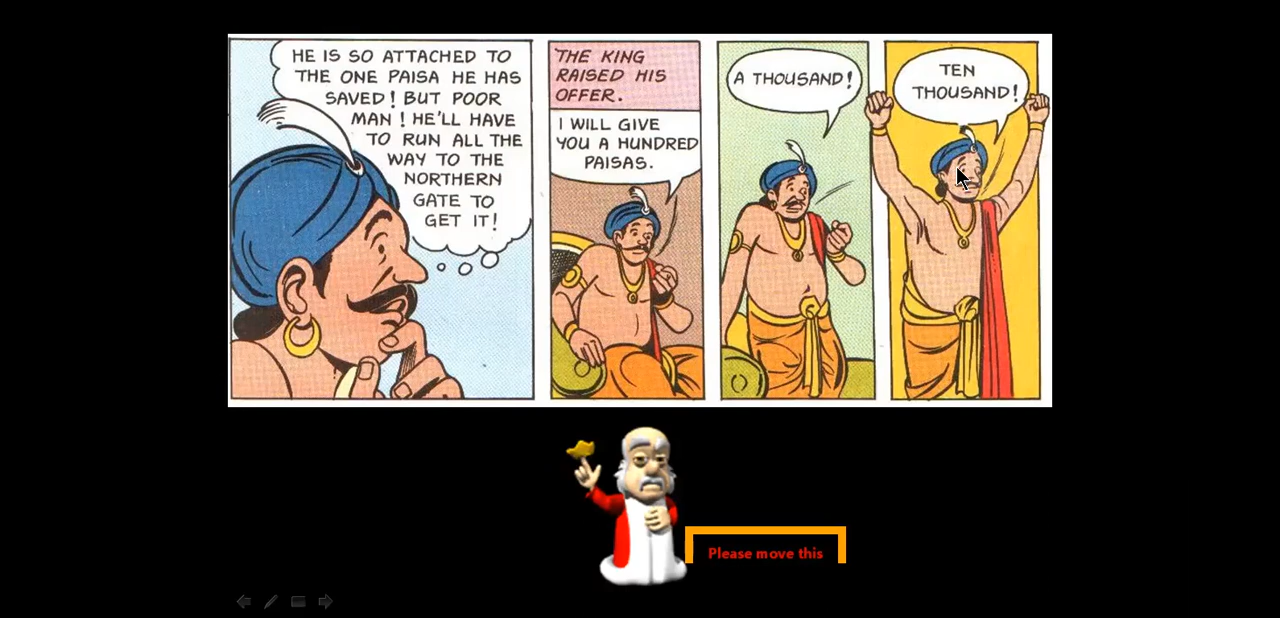 HE IS SO ATTACHED TO
THE ONE PAISA HE HAS
SAVED! BUT POOR
MAN! HE'LL HAVE
TO RUN ALL THE
WAY TO THE
NORTHERN
GATE TO
GET IT!
THE KING
RAISED HIS
OFFER.
I WILL GIVE
YOU A HUNDRED
PAISAS.
A THOUSAND!
TEN
THOUSAND!
Please move this